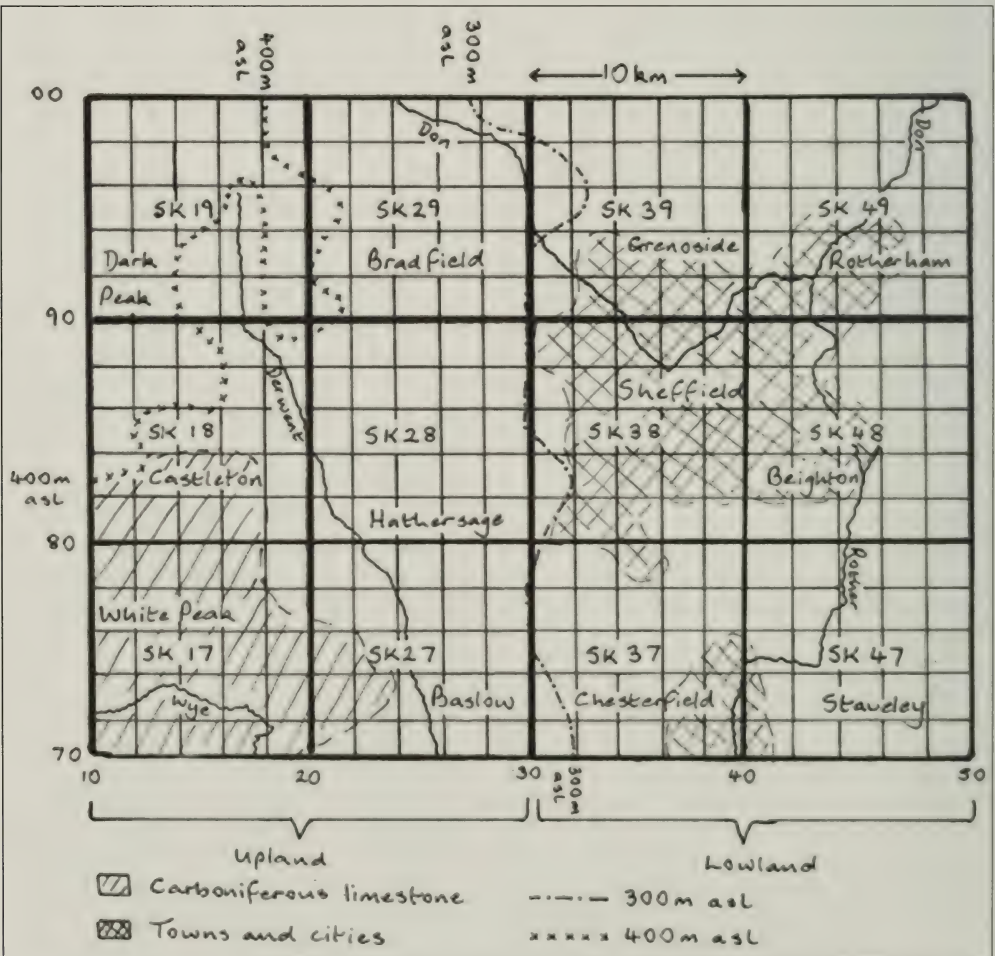 400m asl
300m asl
10km
00
Don
Don
SK 19
SK 29
SK 39
SK 49
Grenoside
Dark Peak
Bradfield
Rotherham
90
Derwent
Sheffield
SK 18
SK 28
SK 38
SK 48
400m asl
Castleton
Beighton
Hathersage
80
Rother
White Peak
SK 17
SK 27
SK 37
SK 47
Wye
Baslow
Chesterfield
Staveley
70
10
20
30
300m asl
40
50
Upland
Lowland
Carboniferous limestone
300m asl
Towns and cities
400m asl